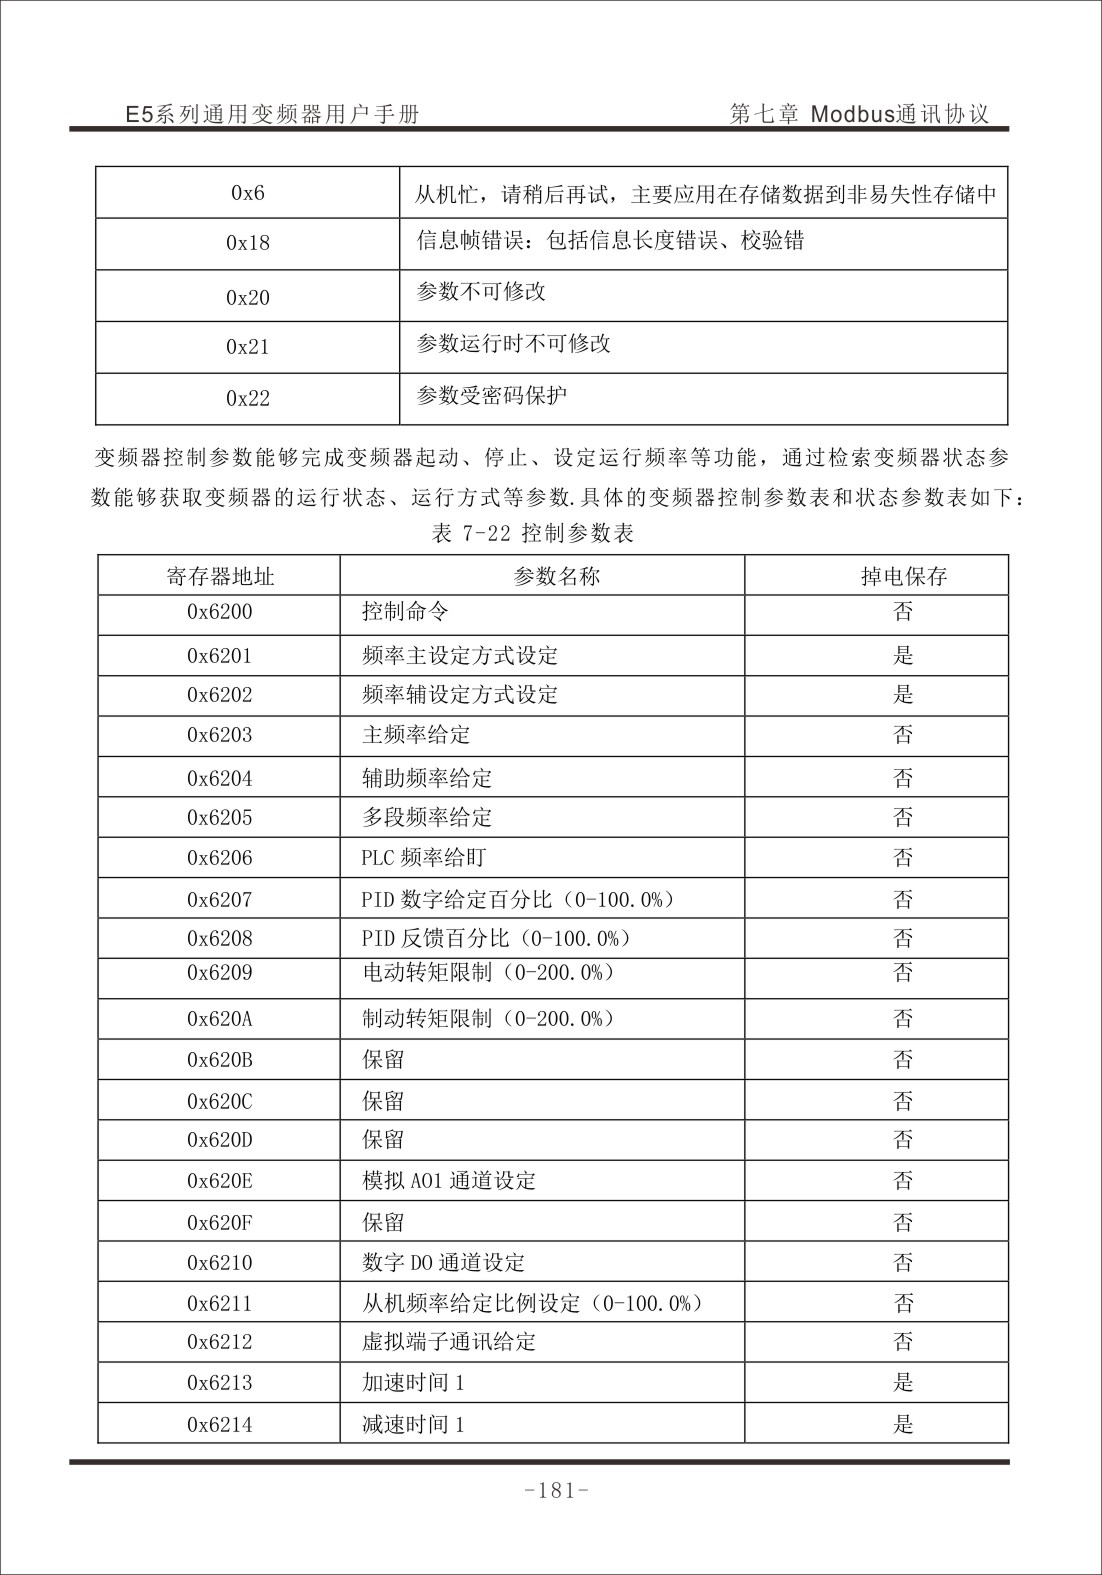 E5系列通用变频器用户手册 第七章 Modbus通讯协议
0x6 从机忙，请稍后再试，主要应用在存储数据到非易失性存储中
0x18 信息帧错误：包括信息长度错误、校验错
0x20 参数不可修改
0x21 参数运行时不可修改
0x22 参数受密码保护
变频器控制参数能够完成变频器起动、停止、设定运行频率等功能，通过检索变频器状态参
数能够获取变频器的运行状态、运行方式等参数.具体的变频器控制参数表和状态参数表如下：
表 7-22 控制参数表
寄存器地址 参数名称 掉电保存
0x6200 控制命令 否
0x6201 频率主设定方式设定 是
0x6202 频率辅设定方式设定 是
0x6203 主频率给定 否
0x6204 辅助频率给定 否
0x6205 多段频率给定 否
0x6206 PLC 频率给盯 否
0x6207 PID 数字给定百分比（0-100.0%） 否
0x6208 PID 反馈百分比（0-100.0%） 否
0x6209 电动转矩限制（0-200.0%） 否
0x620A 制动转矩限制（0-200.0%） 否
0x620B 保留 否
0x620C 保留 否
0x620D 保留 否
0x620E 模拟 AO1 通道设定 否
0x620F 保留 否
0x6210 数字 DO 通道设定 否
0x6211 从机频率给定比例设定（0-100.0%） 否
0x6212 虚拟端子通讯给定 否
0x6213 加速时间 1 是
0x6214 减速时间 1 是
-181-